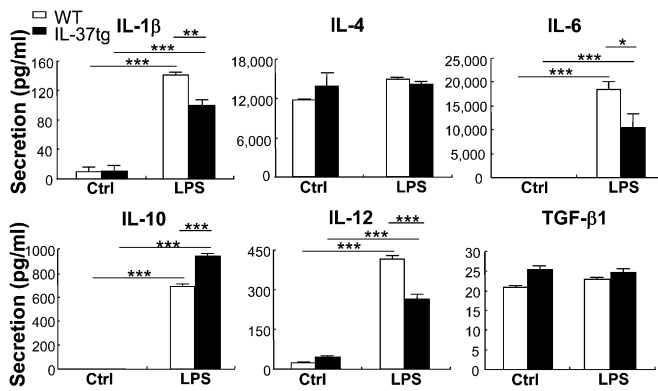 WT
IL-37tg
IL-1β
IL-4
IL-6
**
***
***
*
***
***
Secretion (pg/ml)
160
120
80
40
0
Ctrl
LPS
18,000
12,000
6,000
0,000
Ctrl
LPS
25,000
20,000
15,000
10,000
5,000
0,000
Ctrl
LPS
IL-10
IL-12
TGF-β1
***
***
***
***
***
***
Secretion (pg/ml)
1000
800
600
400
200
0
Ctrl
LPS
450
300
150
0
Ctrl
LPS
30
25
20
15
10
5
0
Ctrl
LPS